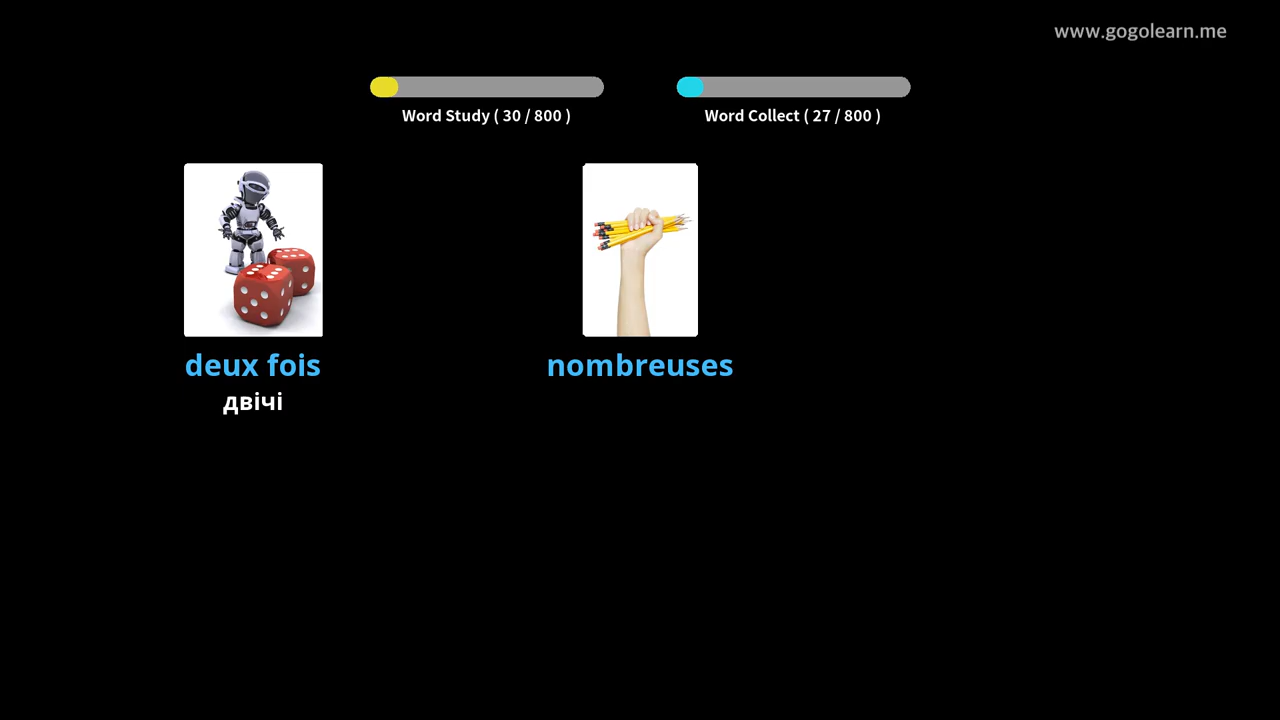 www.gogolearn.me
Word Study ( 30 / 800 )
Word Collect ( 27 / 800 )
deux fois
двічі
nombreuses